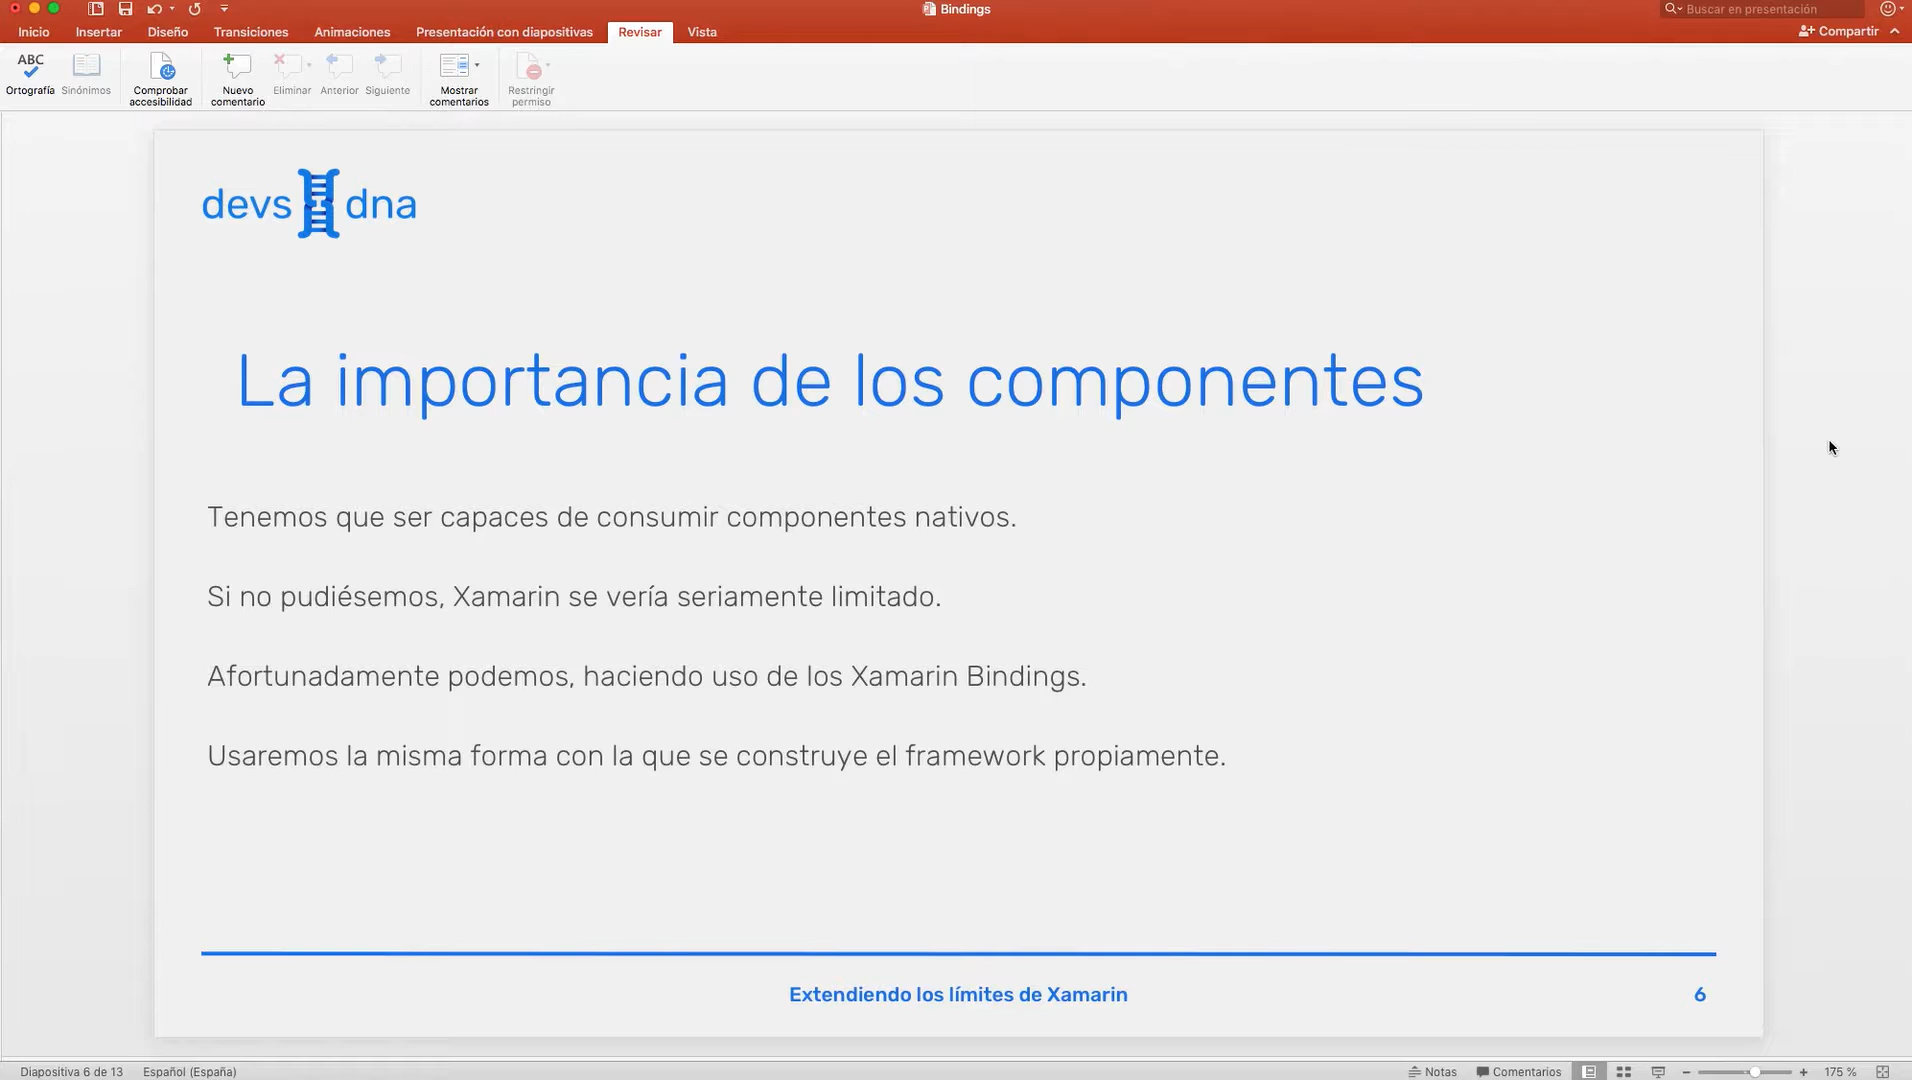 Bindings
Buscar en presentación
Inicio
Insertar
Diseño
Transiciones
Animaciones
Presentación con diapositivas
Revisar
Vista
Compartir
ABC
Ortografía
Sinónimos
Comprobar
accesibilidad
Nuevo
comentario
Eliminar
Anterior
Siguiente
Mostrar
comentarios
Restringir
permiso
devs dna
La importancia de los componentes
Tenemos que ser capaces de consumir componentes nativos.
Si no pudiésemos, Xamarin se vería seriamente limitado.
Afortunadamente podemos, haciendo uso de los Xamarin Bindings.
Usaremos la misma forma con la que se construye el framework propiamente.
Extendiendo los límites de Xamarin
6
Diapositiva 6 de 13
Español (España)
Notas
Comentarios
175 %